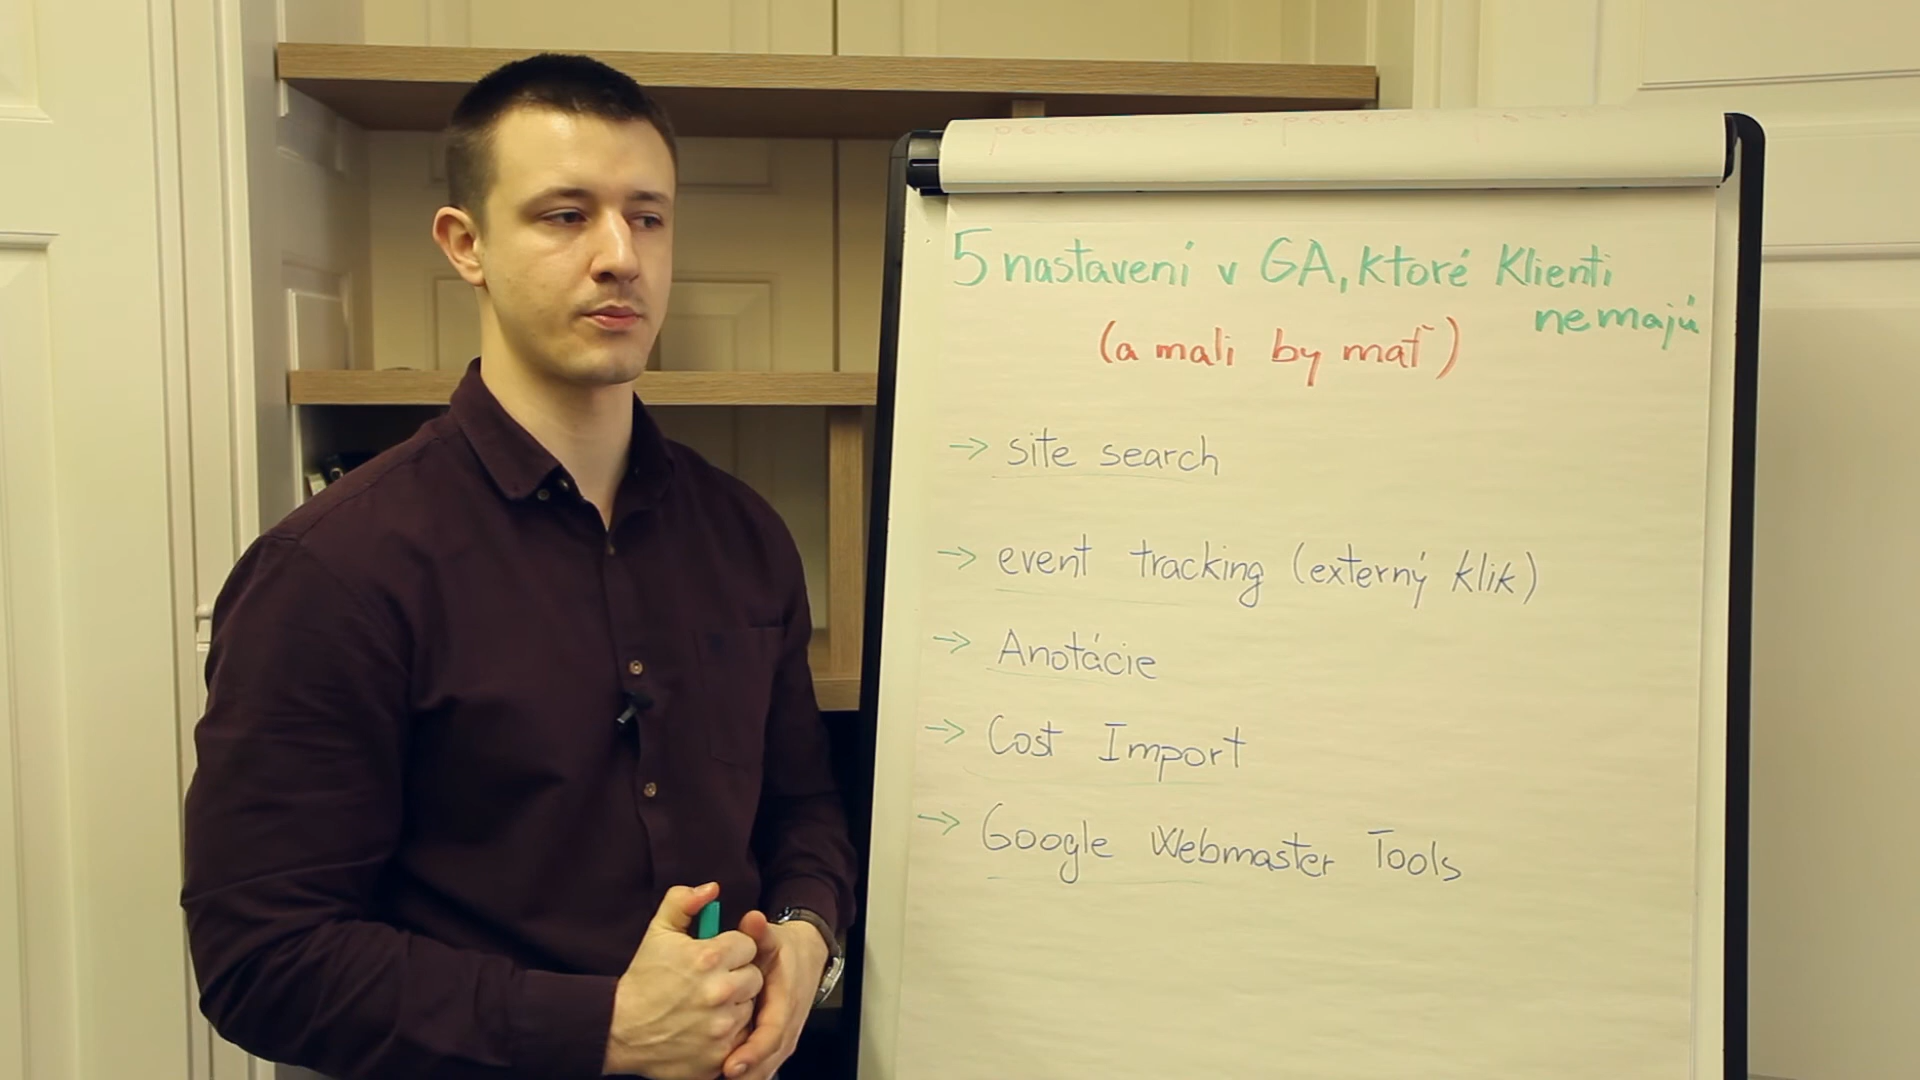 5 nastavení v GA, ktoré klienti
nemajú
(a mali by mať)
→ site search
→ event tracking (externý klik)
→ Anotácie
→ Cost Import
→ Google Webmaster Tools